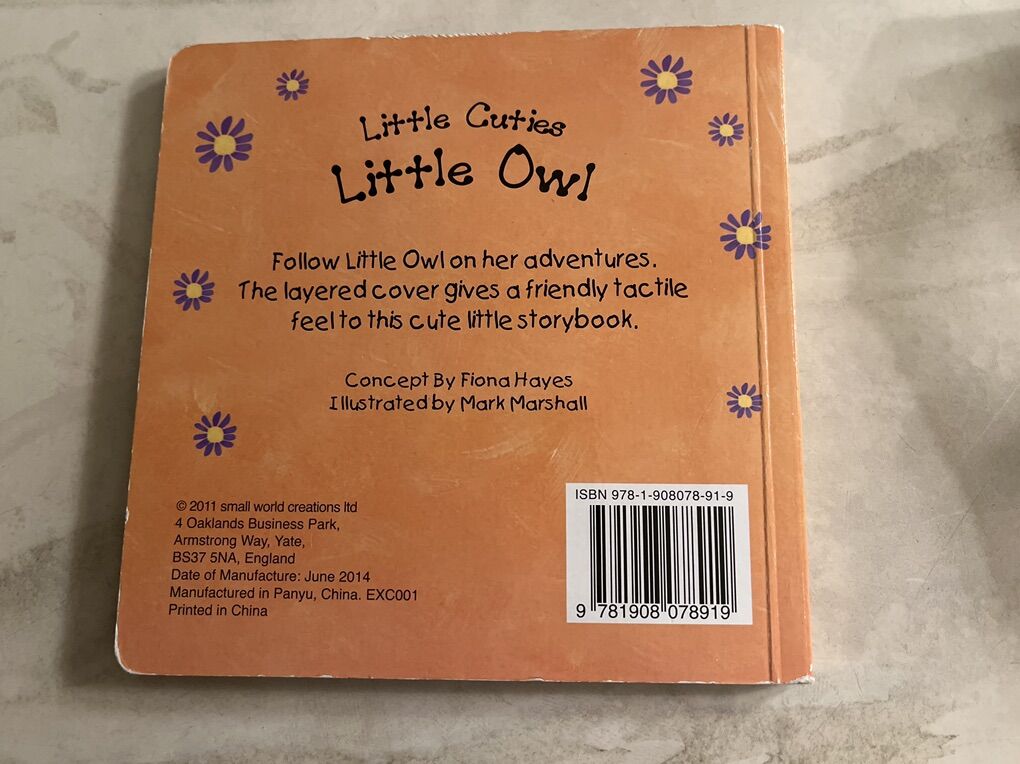 Little Cuties
Little Owl
Follow Little Owl on her adventures.
The layered cover gives a friendly tactile
feel to this cute little storybook.
Concept By Fiona Hayes
Illustrated by Mark Marshall
© 2011 small world creations ltd
4 Oaklands Business Park,
Armstrong Way, Yate,
BS37 5NA, England
Date of Manufacture: June 2014
Manufactured in Panyu, China. EXC001
Printed in China
ISBN 978-1-908078-91-9
9 781908 078919